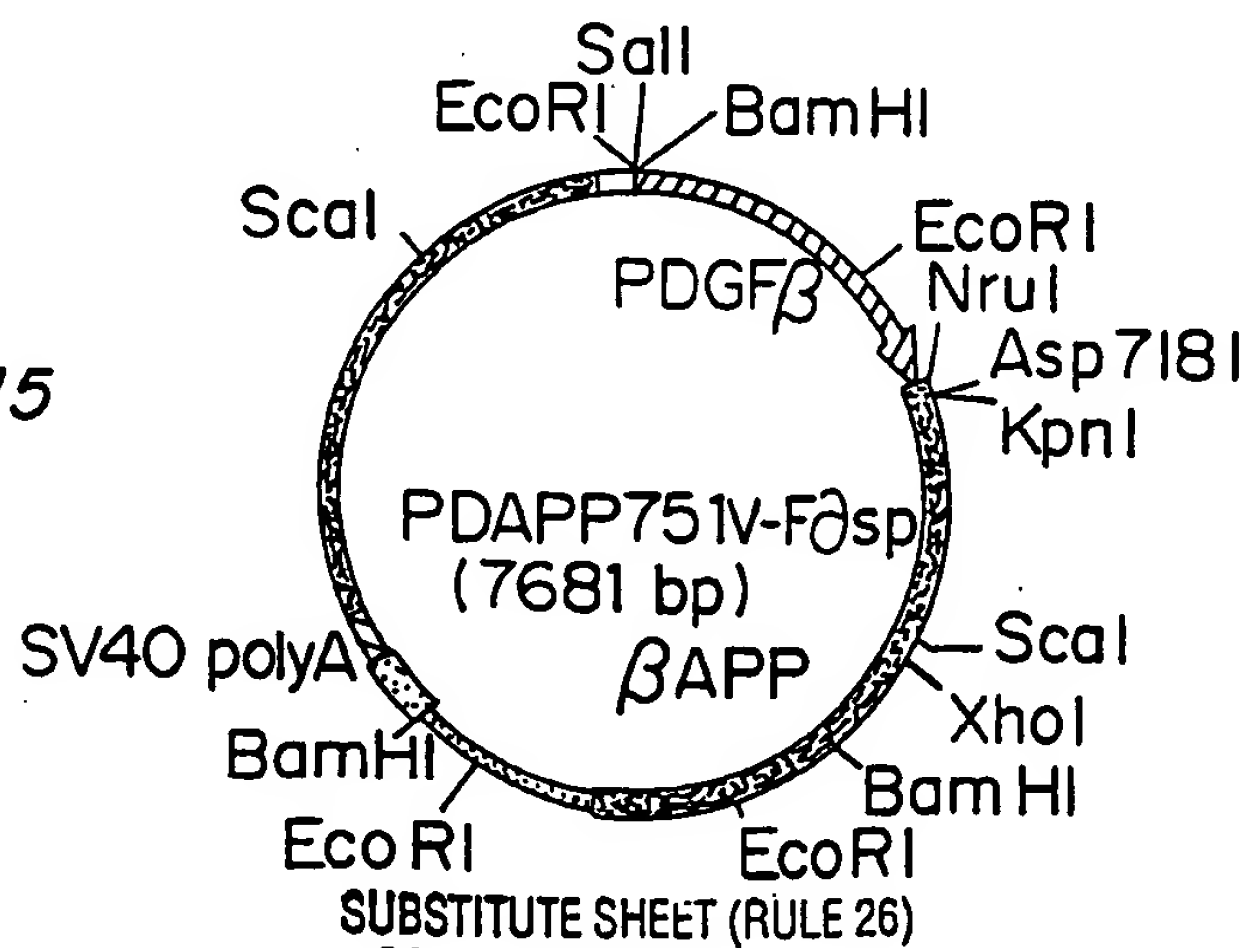 SalI
EcoRI
BamHI
ScaI
EcoRI
PDGFβ
NruI
Asp718I
KpnI
15
PDAPP751V-F∂sp
(7681 bp)
ScaI
SV40 polyA
βAPP
XhoI
BamHI
BamHI
EcoRI
EcoRI
SUBSTITUTE SHEET (RULE 26)